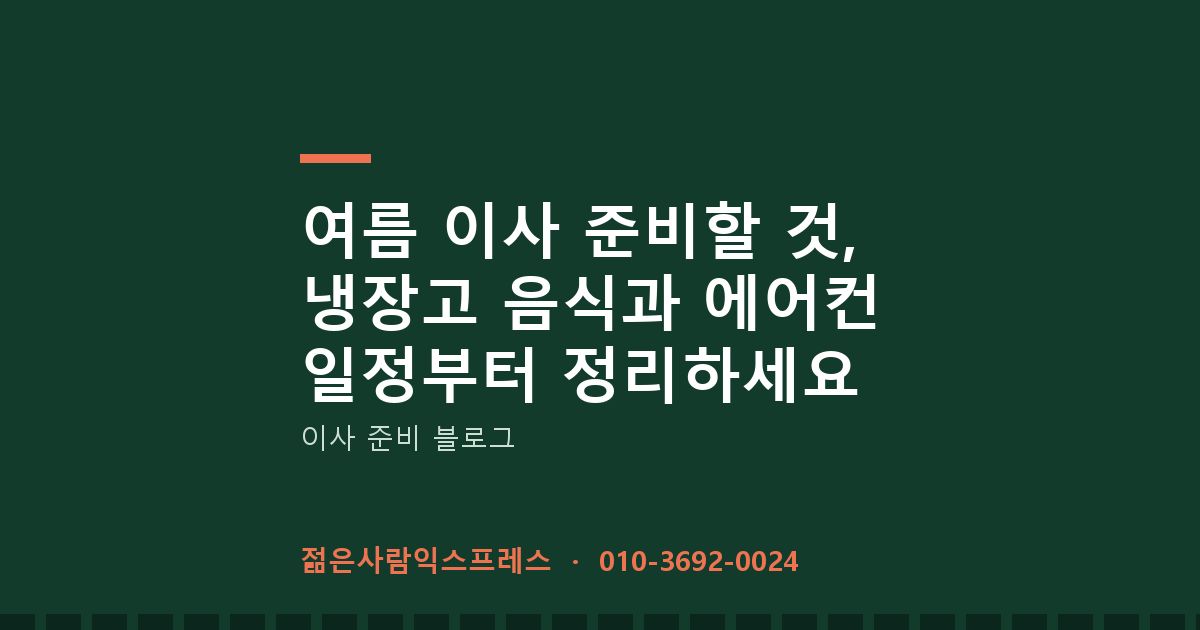 여름 이사 준비할 것,
냉장고 음식과 에어컨
일정부터 정리하세요
이사 준비 블로그
젊은사람익스프레스 · 010-3692-0024